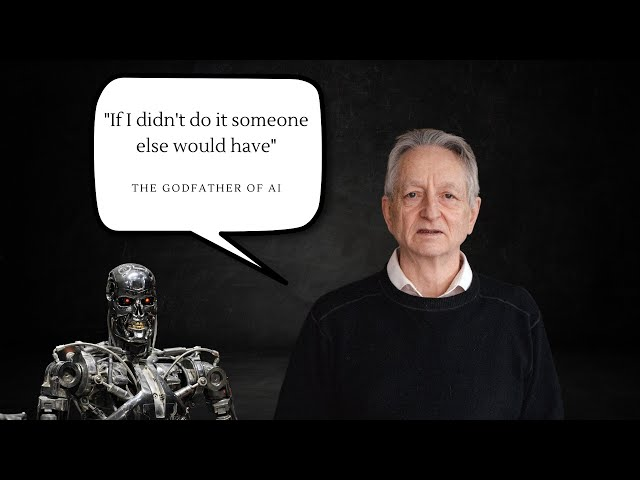 "If I didn't do it someone
else would have"
THE GODFATHER OF AI